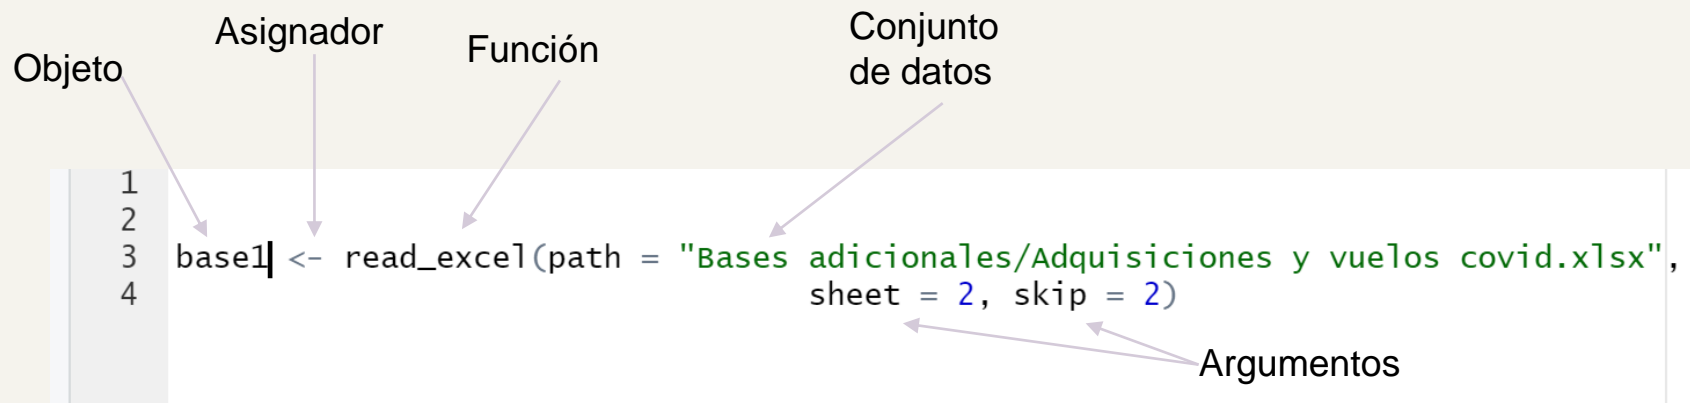 Objeto
Asignador
Función
Conjunto
de datos
1
2
3 base1 <- read_excel(path = "Bases adicionales/Adquisiciones y vuelos covid.xlsx",
4 sheet = 2, skip = 2)
Argumentos